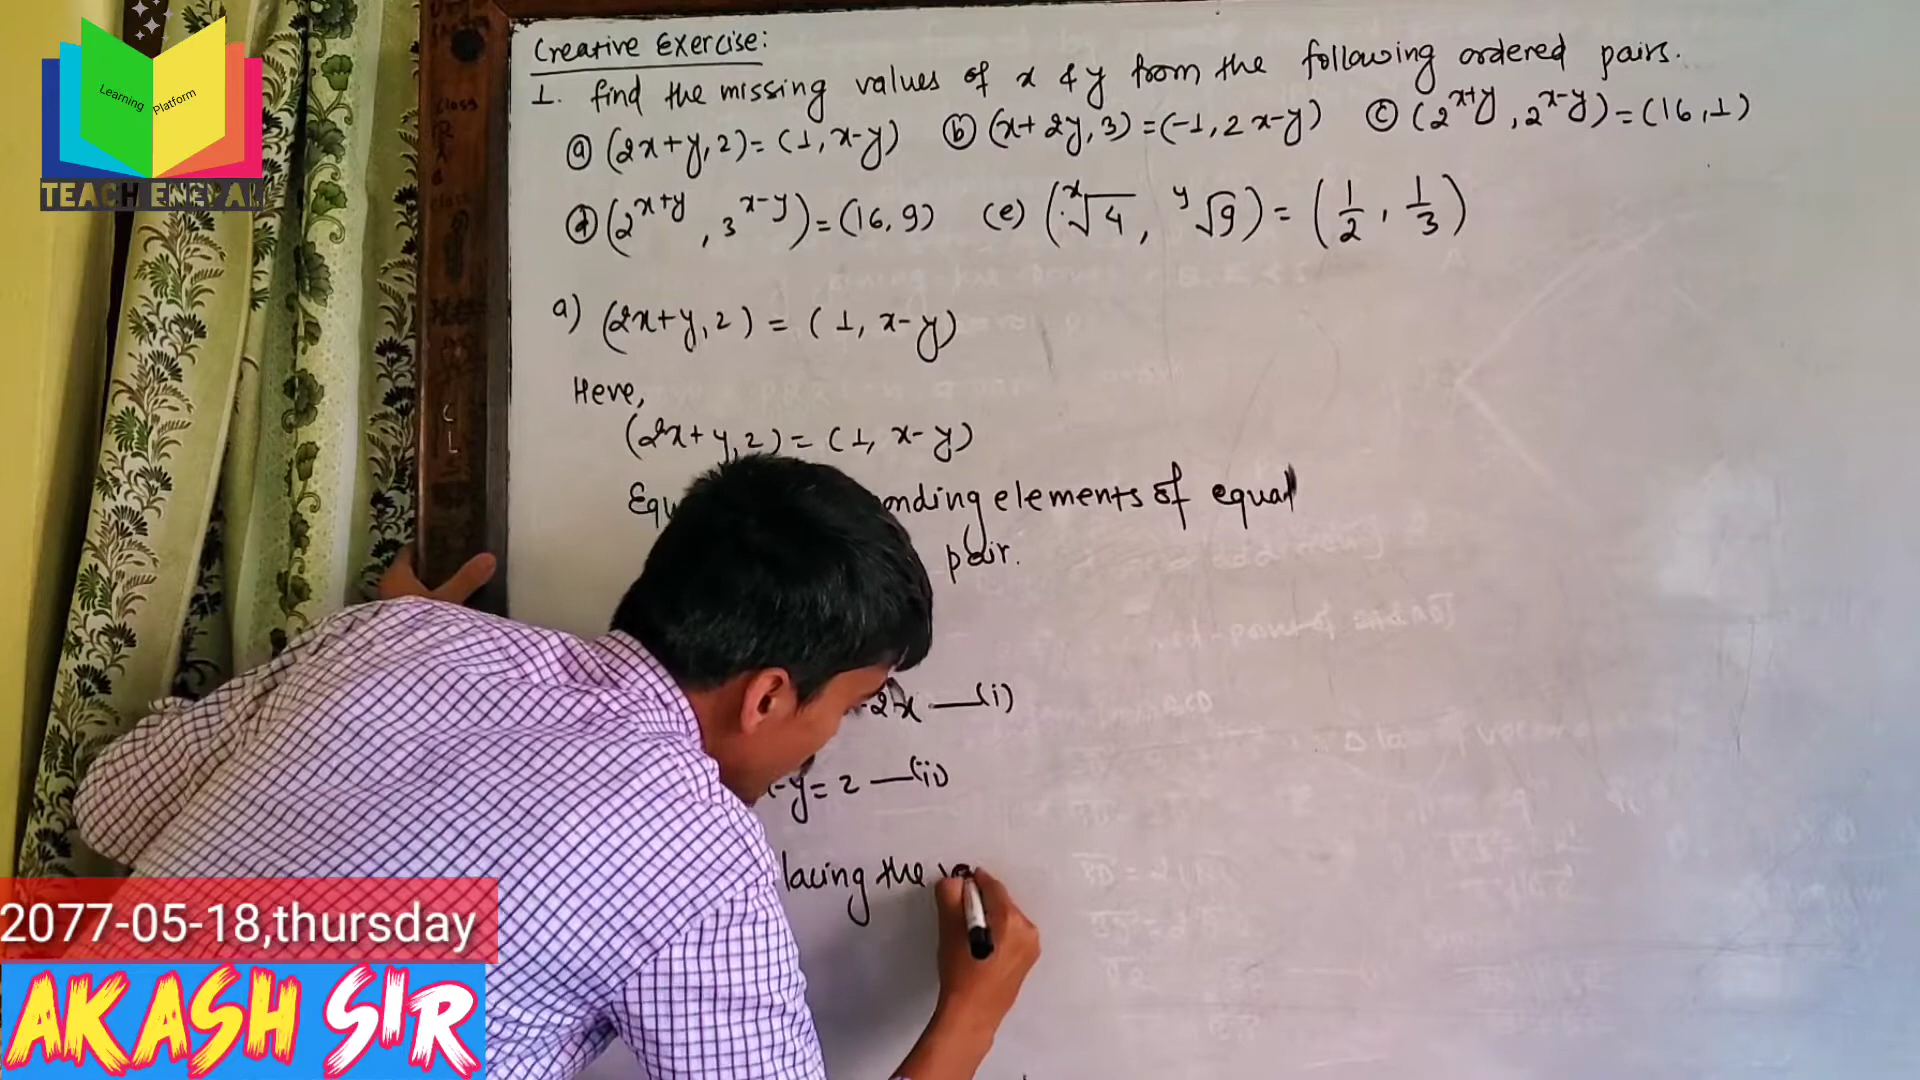 Learning Platform
TEACH ENEPAL
Creative Exercise:
1. find the missing values of x & y from the following ordered pairs.
ⓐ (2x+y, 2) = (1, x-y) ⓑ (x+2y, 3) = (-1, 2x-y) ⓒ (2^{x+y}, 2^{x-y}) = (16, 1)
ⓓ (2^{x+y}, 3^{x-y}) = (16, 9) (e) (ˣ√4, ʸ√9) = (1/2, 1/3)
a) (2x+y, 2) = (1, x-y)
Here,
(2x+y, 2) = (1, x-y)
elements of equal
pair.
-2x —(i)
-y = 2 —(ii)
the
2077-05-18,thursday
AKASH SIR